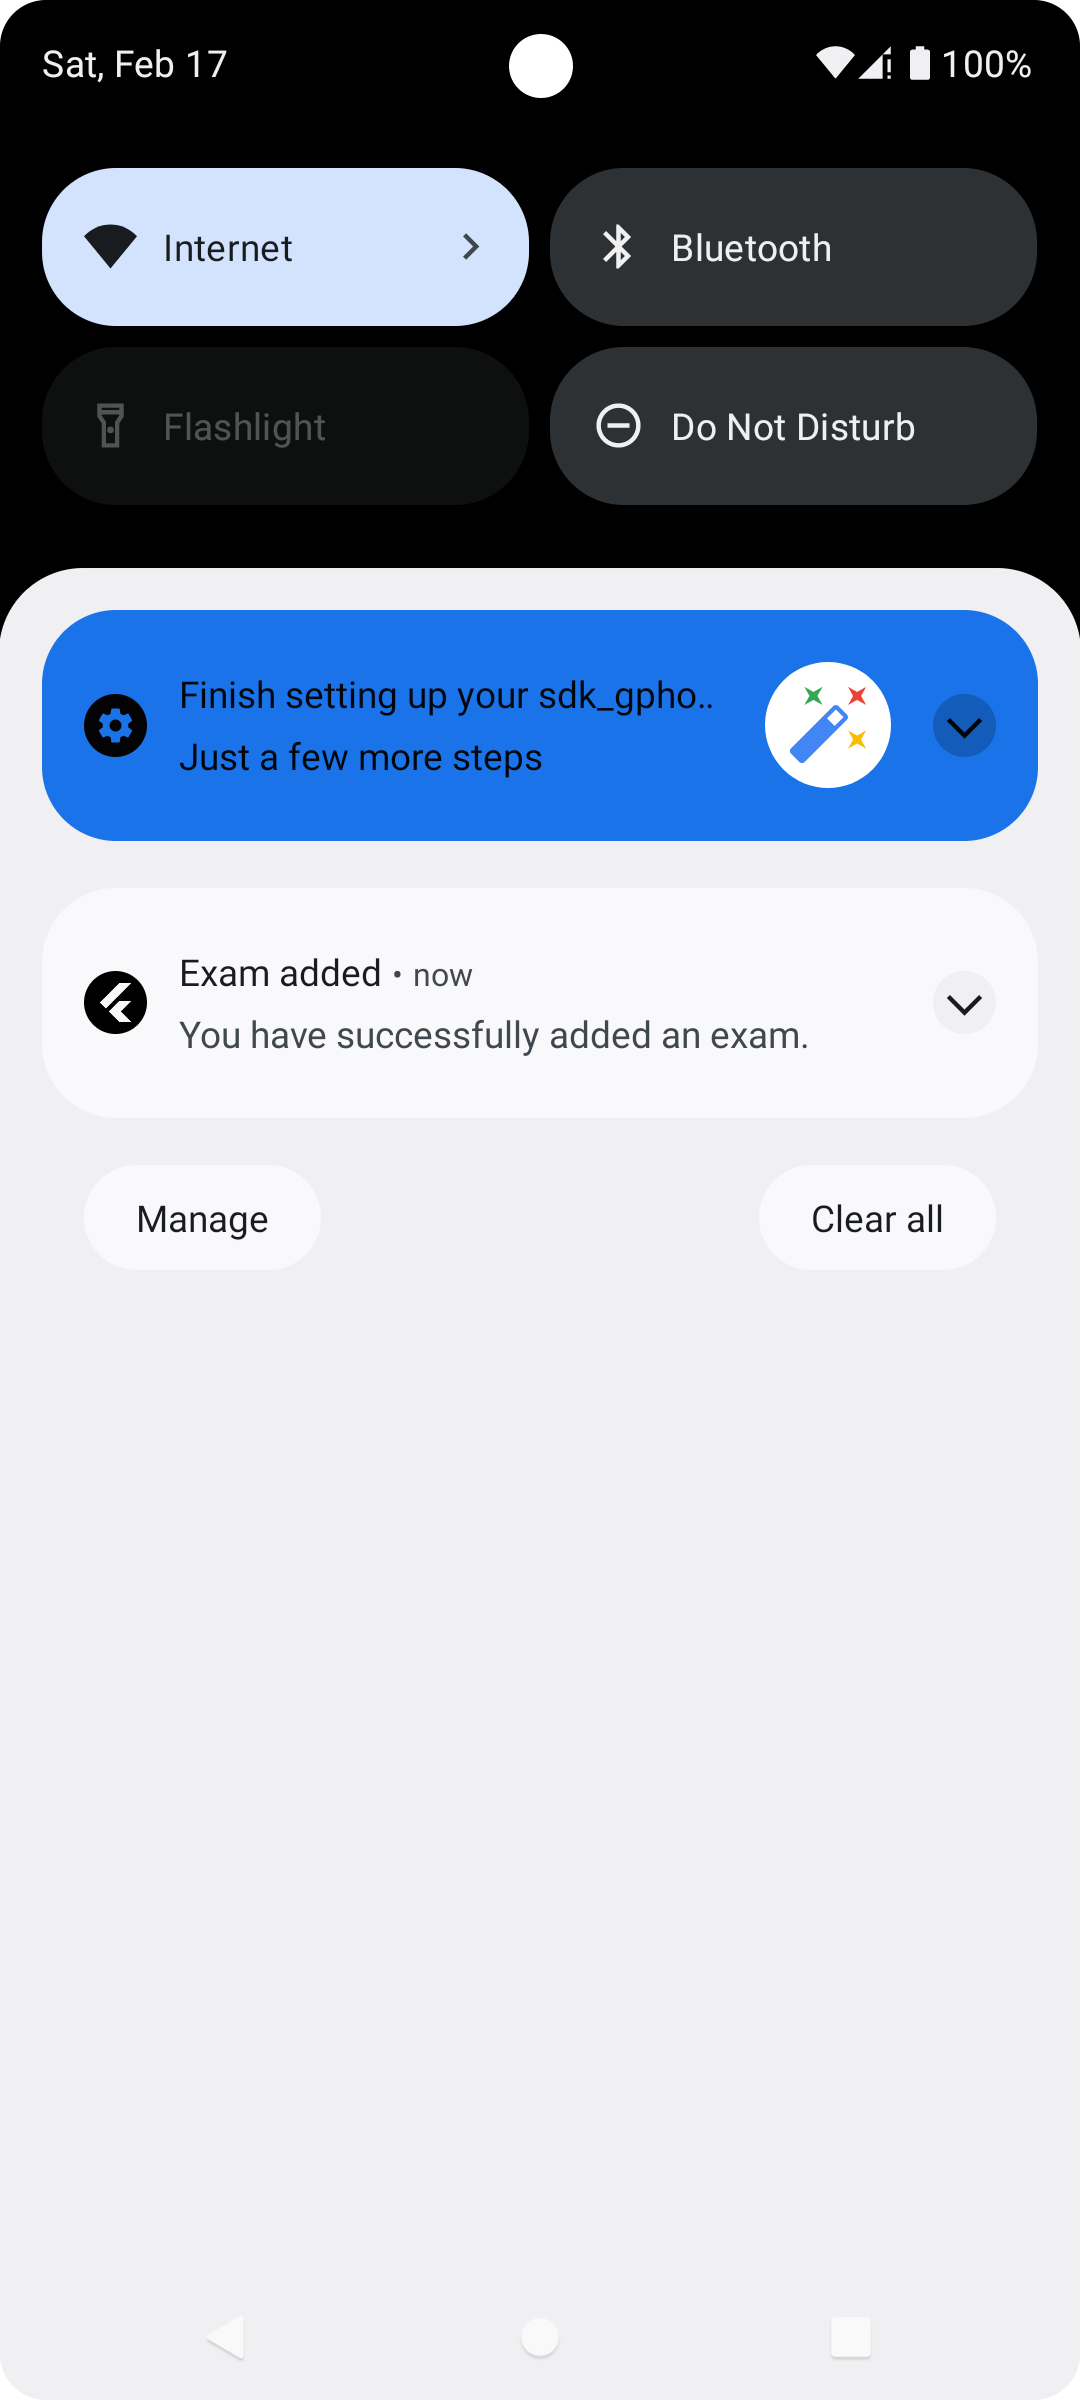 Sat, Feb 17
100%
Internet
Bluetooth
Flashlight
Do Not Disturb
Finish setting up your sdk_gpho..
Just a few more steps
Exam added • now
You have successfully added an exam.
Manage
Clear all